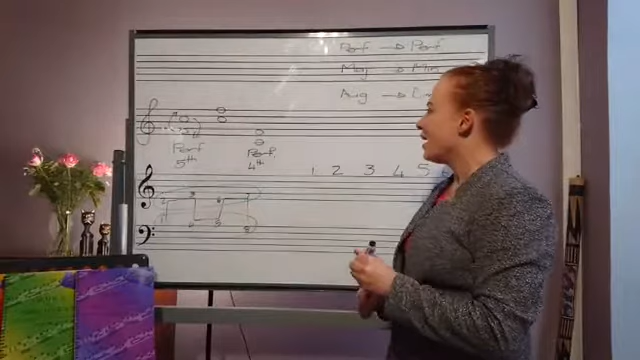 Perf → Perf
Maj → Min
Aug →
Perf 5th
Perf 4th
1 2 3 4 5